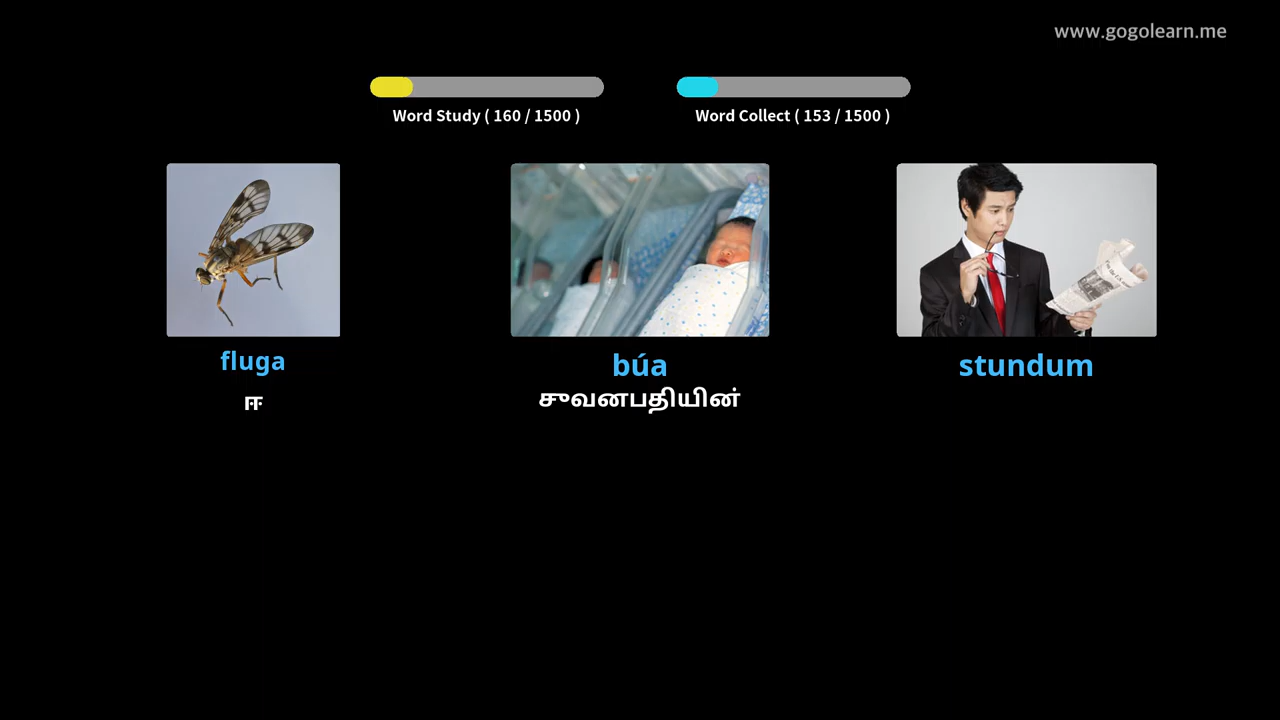 www.gogolearn.me
Word Study ( 160 / 1500 )
Word Collect ( 153 / 1500 )
fluga
ஈ
búa
சுவனபதியின்
stundum